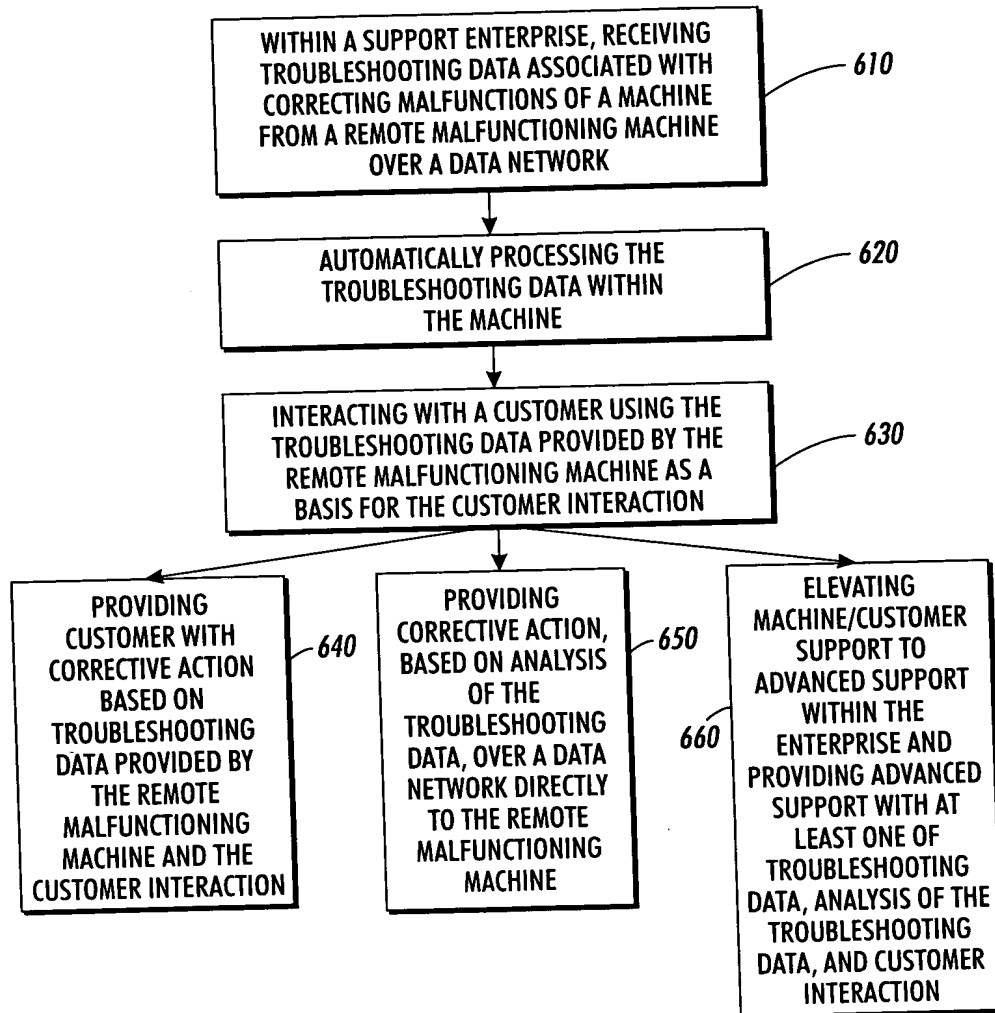 WITHIN A SUPPORT ENTERPRISE, RECEIVING
TROUBLESHOOTING DATA ASSOCIATED WITH
CORRECTING MALFUNCTIONS OF A MACHINE
FROM A REMOTE MALFUNCTIONING MACHINE
OVER A DATA NETWORK
610
AUTOMATICALLY PROCESSING THE
TROUBLESHOOTING DATA WITHIN
THE MACHINE
620
INTERACTING WITH A CUSTOMER USING THE
TROUBLESHOOTING DATA PROVIDED BY THE
REMOTE MALFUNCTIONING MACHINE AS A
BASIS FOR THE CUSTOMER INTERACTION
630
PROVIDING
CUSTOMER WITH
CORRECTIVE ACTION
BASED ON
TROUBLESHOOTING
DATA PROVIDED BY
THE REMOTE
MALFUNCTIONING
MACHINE AND THE
CUSTOMER INTERACTION
640
PROVIDING
CORRECTIVE ACTION,
BASED ON ANALYSIS
OF THE
TROUBLESHOOTING
DATA, OVER A DATA
NETWORK DIRECTLY
TO THE REMOTE
MALFUNCTIONING
MACHINE
650
ELEVATING
MACHINE/CUSTOMER
SUPPORT TO
ADVANCED SUPPORT
WITHIN THE
ENTERPRISE AND
PROVIDING ADVANCED
SUPPORT WITH AT
LEAST ONE OF
TROUBLESHOOTING
DATA, ANALYSIS OF THE
TROUBLESHOOTING
DATA, AND CUSTOMER
INTERACTION
660